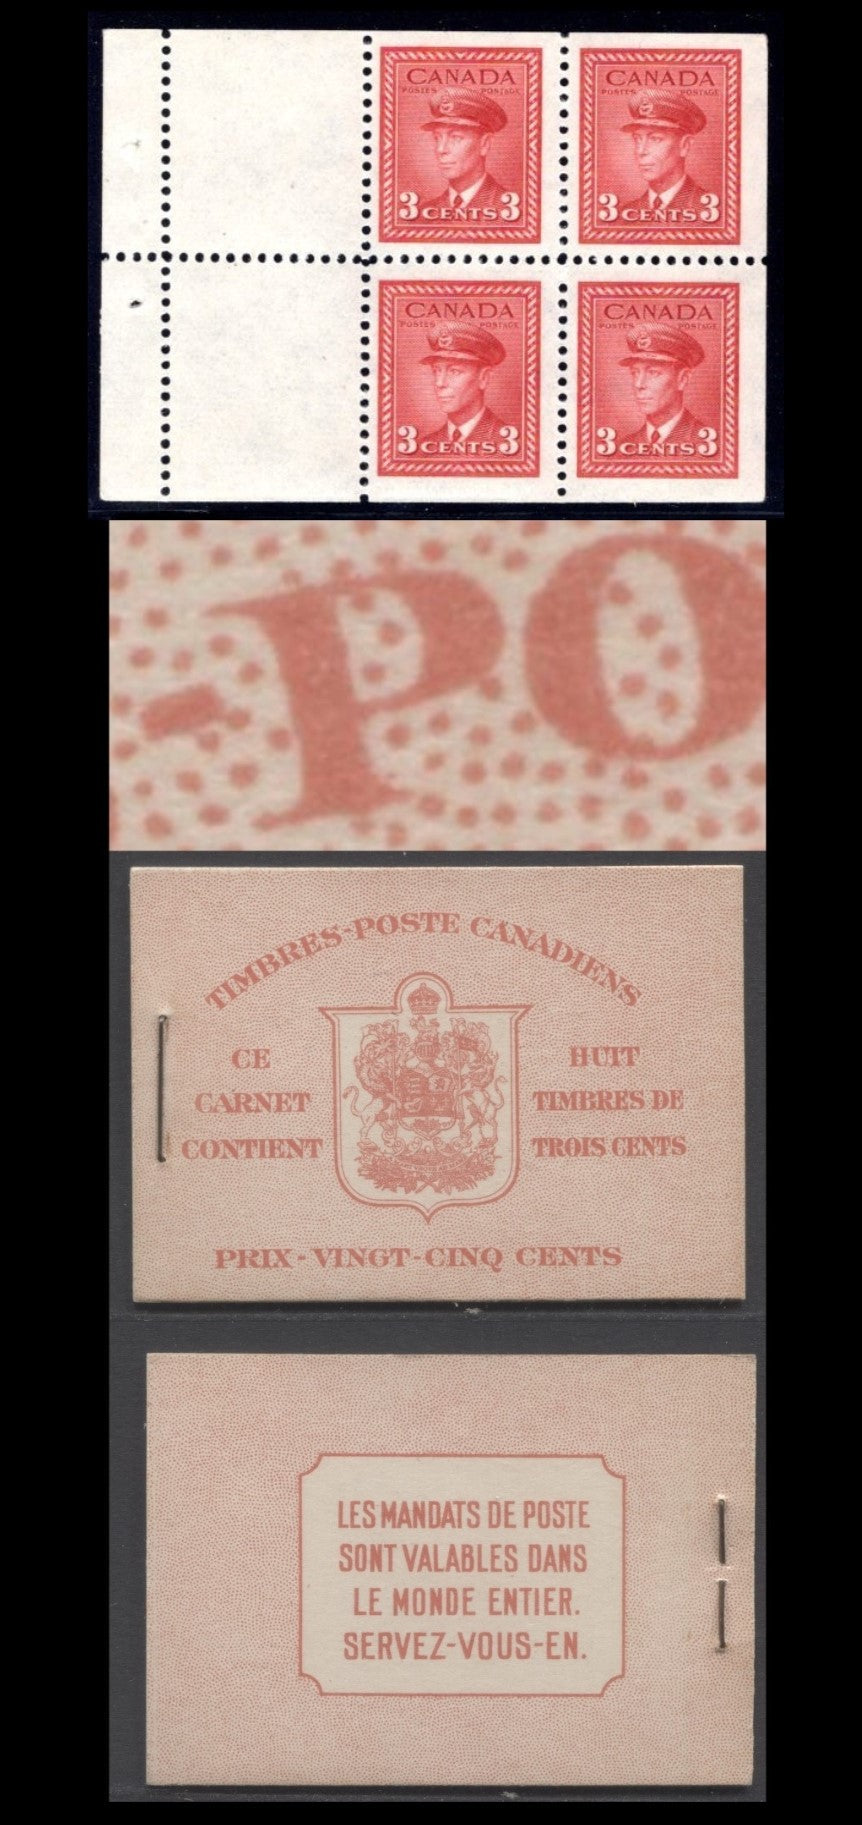 CANADA
POSTES POSTAGE
3 CENTS 3
CANADA
POSTES POSTAGE
3 CENTS 3
CANADA
POSTES POSTAGE
3 CENTS 3
CANADA
POSTES POSTAGE
3 CENTS 3
-PO
TIMBRES-POSTE CANADIENS
CE
CARNET
CONTIENT
HUIT
TIMBRES DE
TROIS CENTS
PRIX-VINGT-CINQ CENTS
LES MANDATS DE POSTE
SONT VALABLES DANS
LE MONDE ENTIER.
SERVEZ-VOUS-EN.